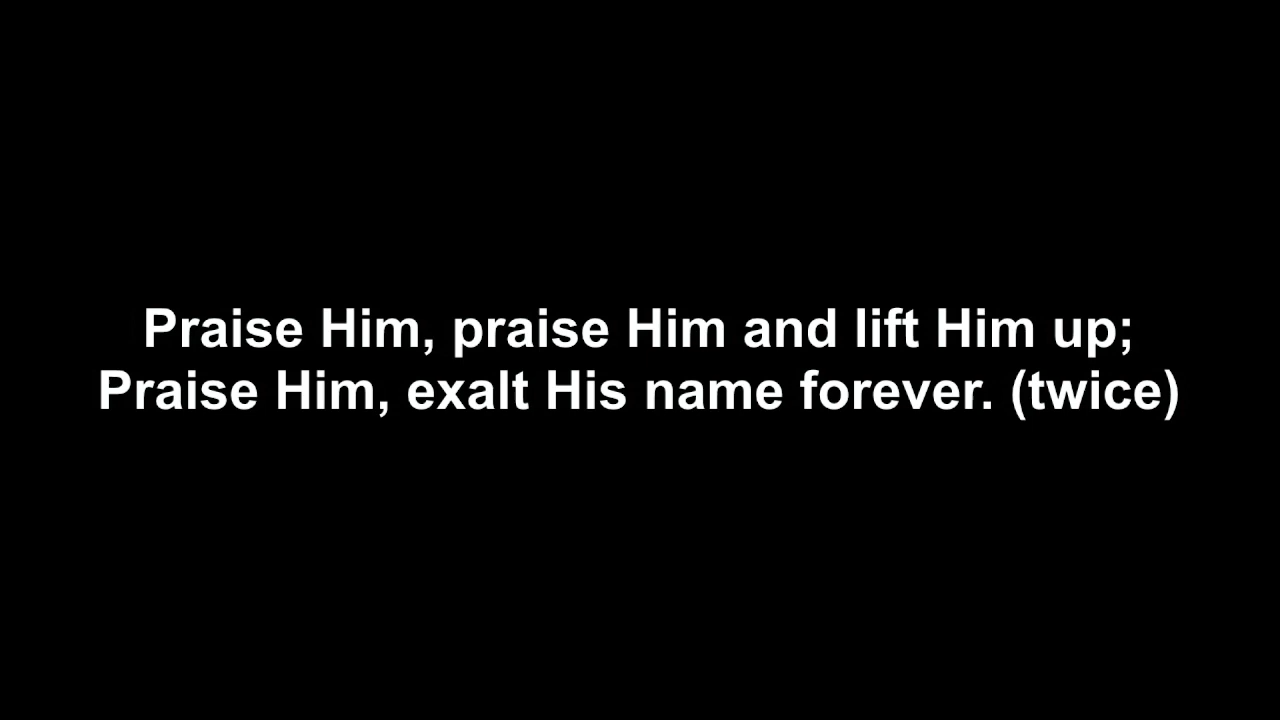 Praise Him, praise Him and lift Him up;
Praise Him, exalt His name forever. (twice)